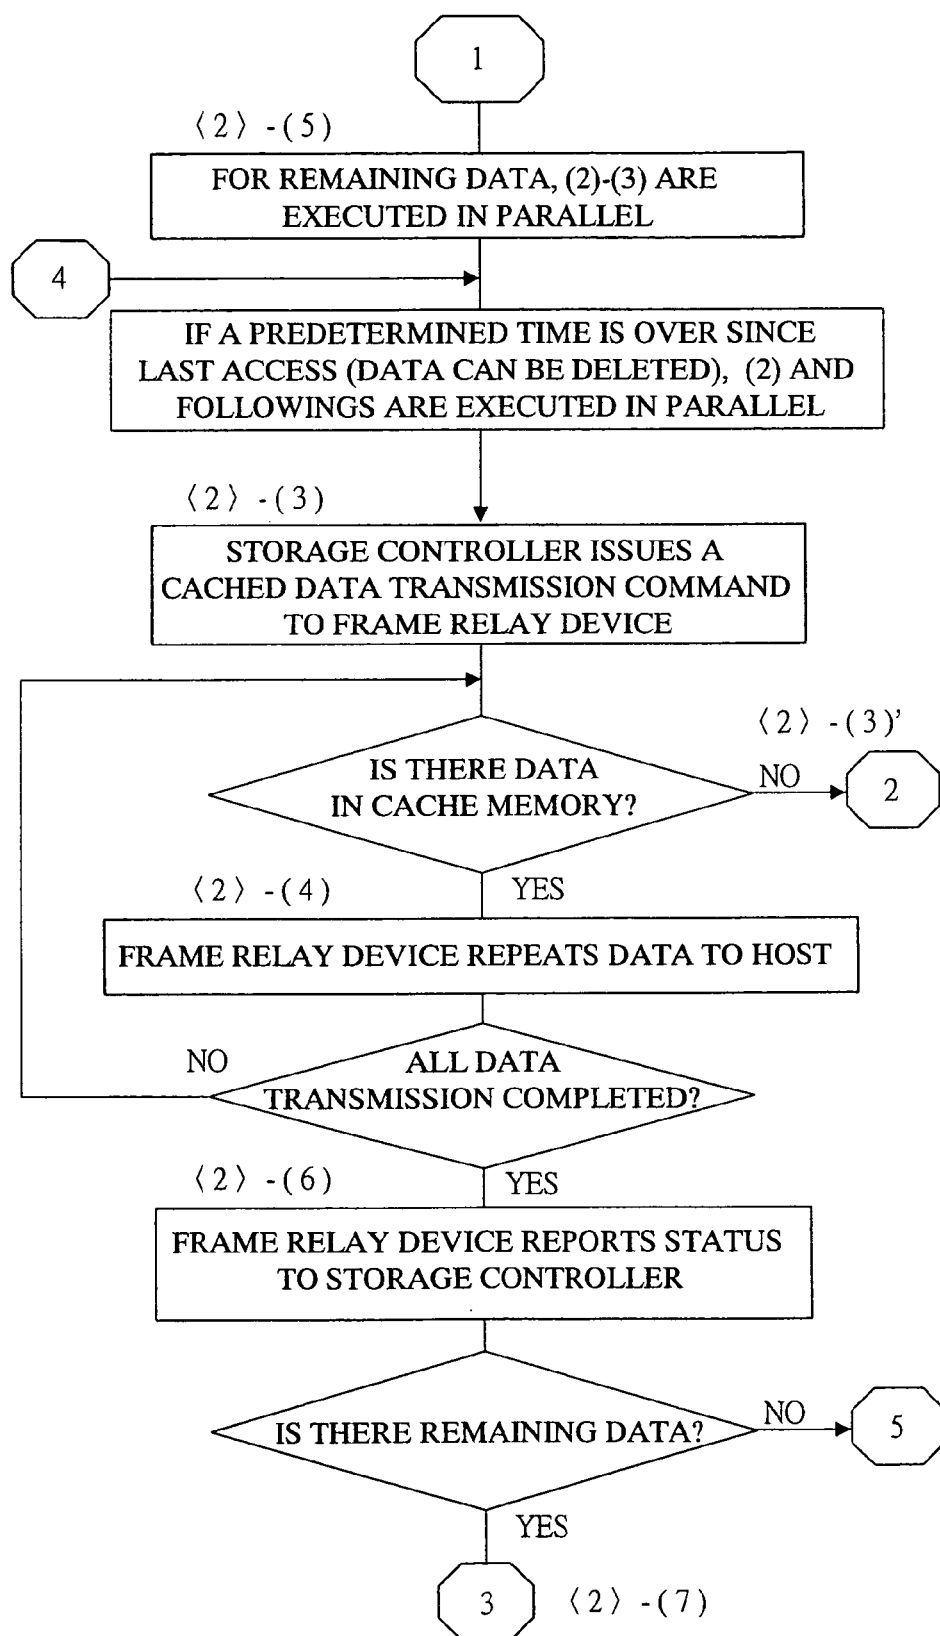 1
〈2〉 -(5)
FOR REMAINING DATA, (2)-(3) ARE
EXECUTED IN PARALLEL
4
IF A PREDETERMINED TIME IS OVER SINCE
LAST ACCESS (DATA CAN BE DELETED), (2) AND
FOLLOWINGS ARE EXECUTED IN PARALLEL
〈2〉 -(3)
STORAGE CONTROLLER ISSUES A
CACHED DATA TRANSMISSION COMMAND
TO FRAME RELAY DEVICE
〈2〉 -(3)'
IS THERE DATA
IN CACHE MEMORY?
NO
2
YES
〈2〉 -(4)
FRAME RELAY DEVICE REPEATS DATA TO HOST
NO
ALL DATA
TRANSMISSION COMPLETED?
YES
〈2〉 -(6)
FRAME RELAY DEVICE REPORTS STATUS
TO STORAGE CONTROLLER
IS THERE REMAINING DATA?
NO
5
YES
3
〈2〉 -(7)